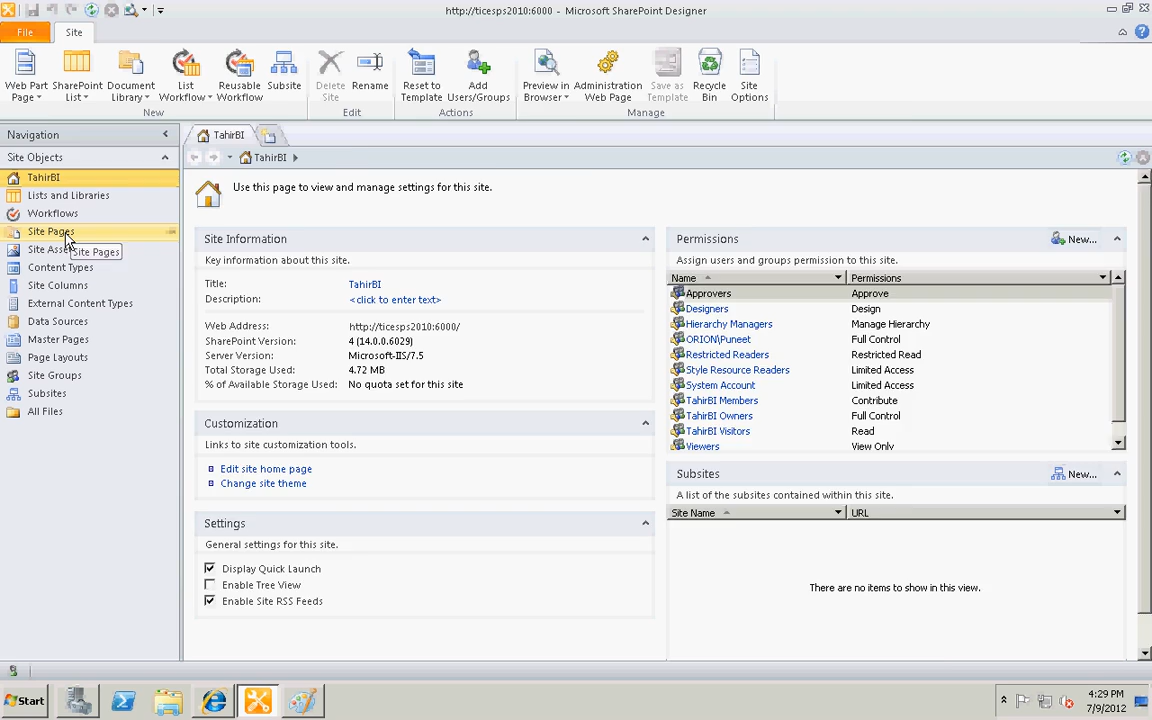 http://ticesps2010:6000 - Microsoft SharePoint Designer
File
Site
Web Part Page
SharePoint List
Document Library
List Workflow
Reusable Workflow
Subsite
Delete Site
Rename
Reset to Template
Add Users/Groups
Preview in Browser
Administration Web Page
Save as Template
Recycle Bin
Site Options
New
Edit
Actions
Manage
Navigation
Site Objects
TahirBI
Lists and Libraries
Workflows
Site Pages
Site Pages
Content Types
Site Columns
External Content Types
Data Sources
Master Pages
Page Layouts
Site Groups
Subsites
All Files
TahirBI
TahirBI
Use this page to view and manage settings for this site.
Site Information
Key information about this site.
Title: TahirBI
Description: <click to enter text>
Web Address: http://ticesps2010:6000/
SharePoint Version: 4 (14.0.0.6029)
Server Version: Microsoft-IIS/7.5
Total Storage Used: 4.72 MB
% of Available Storage Used: No quota set for this site
Customization
Links to site customization tools.
Edit site home page
Change site theme
Settings
General settings for this site.
Display Quick Launch
Enable Tree View
Enable Site RSS Feeds
Permissions New...
Assign users and groups permission to this site.
Name Permissions
Approvers Approve
Designers Design
Hierarchy Managers Manage Hierarchy
ORION\Puneet Full Control
Restricted Readers Restricted Read
Style Resource Readers Limited Access
System Account Limited Access
TahirBI Members Contribute
TahirBI Owners Full Control
TahirBI Visitors Read
Viewers View Only
Subsites New...
A list of the subsites contained within this site.
Site Name URL
There are no items to show in this view.
Start
4:29 PM
7/9/2012